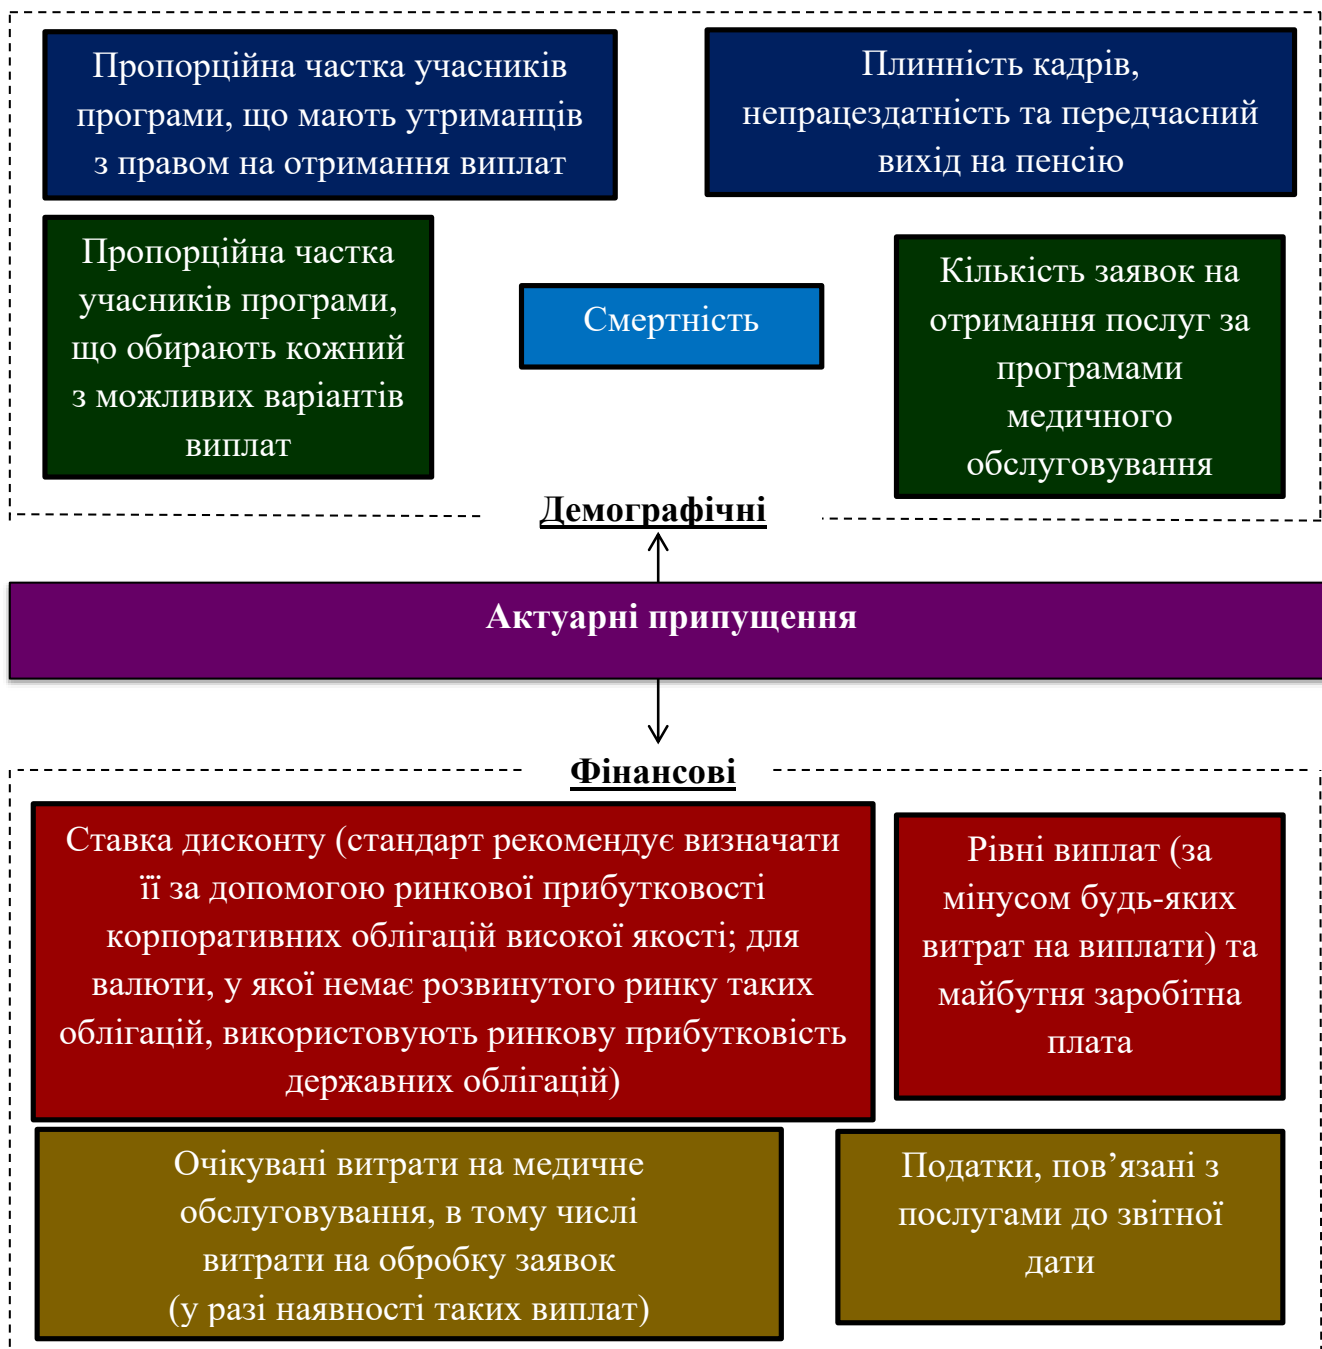 Пропорційна частка учасників
програми, що мають утриманців
з правом на отримання виплат
Плинність кадрів,
непрацездатність та передчасний
вихід на пенсію
Пропорційна частка
учасників програми,
що обирають кожний
з можливих варіантів
виплат
Смертність
Кількість заявок на
отримання послуг за
програмами
медичного
обслуговування
Демографічні
Актуарні припущення
Фінансові
Ставка дисконту (стандарт рекомендує визначати
її за допомогою ринкової прибутковості
корпоративних облігацій високої якості; для
валюти, у якої немає розвинутого ринку таких
облігацій, використовують ринкову прибутковість
державних облігацій)
Рівні виплат (за
мінусом будь-яких
витрат на виплати) та
майбутня заробітна
плата
Очікувані витрати на медичне
обслуговування, в тому числі
витрати на обробку заявок
(у разі наявності таких виплат)
Податки, пов’язані з
послугами до звітної
дати